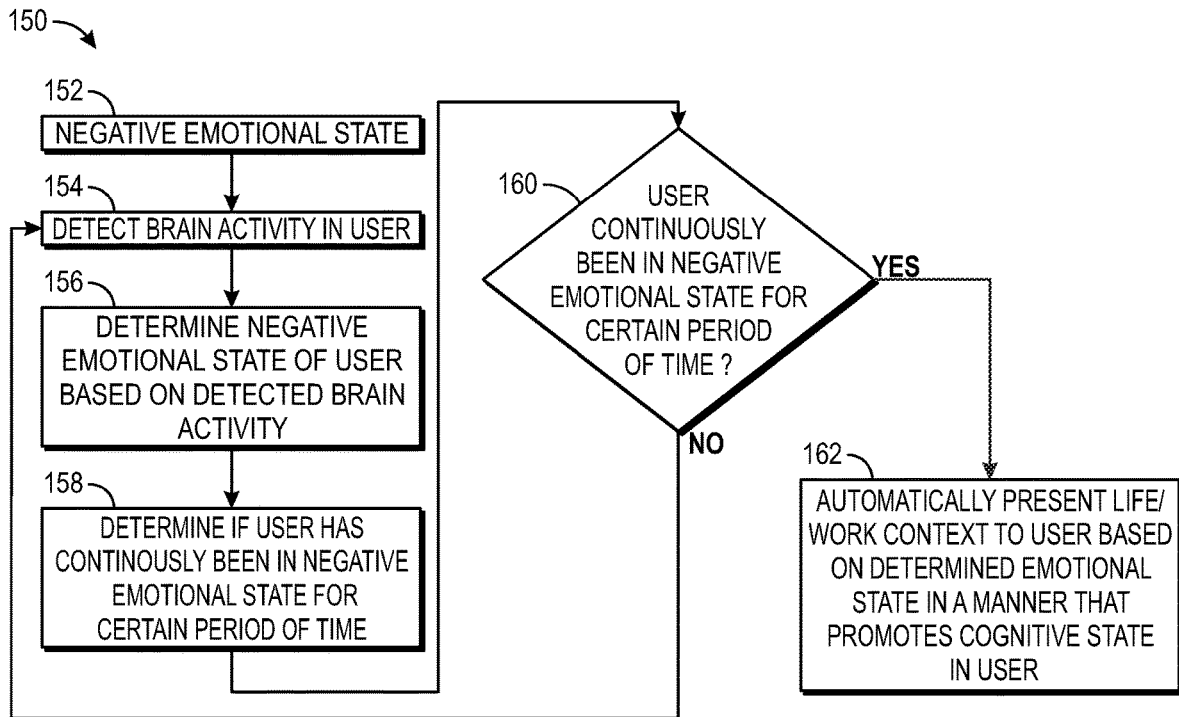 150
152
NEGATIVE EMOTIONAL STATE
154
DETECT BRAIN ACTIVITY IN USER
156
DETERMINE NEGATIVE
EMOTIONAL STATE OF USER
BASED ON DETECTED BRAIN
ACTIVITY
158
DETERMINE IF USER HAS
CONTINOUSLY BEEN IN NEGATIVE
EMOTIONAL STATE FOR
CERTAIN PERIOD OF TIME
160
USER
CONTINUOUSLY
BEEN IN NEGATIVE
EMOTIONAL STATE FOR
CERTAIN PERIOD
OF TIME ?
YES
NO
162
AUTOMATICALLY PRESENT LIFE/
WORK CONTEXT TO USER BASED
ON DETERMINED EMOTIONAL
STATE IN A MANNER THAT
PROMOTES COGNITIVE STATE
IN USER